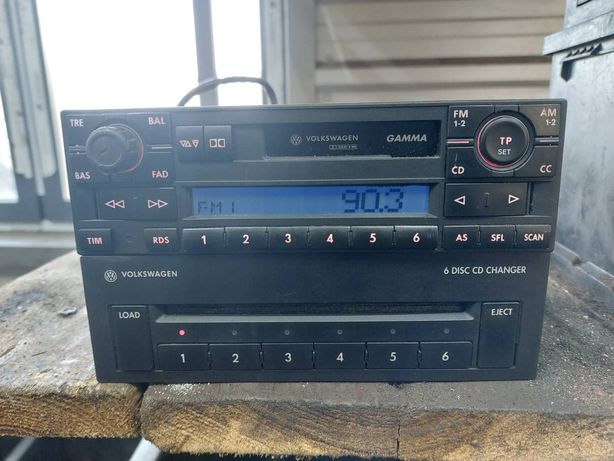 TRE BAL
BAS FAD
VOLKSWAGEN GAMMA
FM
1-2
AM
1-2
TP
SET
CD CC
FM1 90.3
TIM RDS 1 2 3 4 5 6 AS SFL SCAN
VOLKSWAGEN 6 DISC CD CHANGER
LOAD EJECT
1 2 3 4 5 6